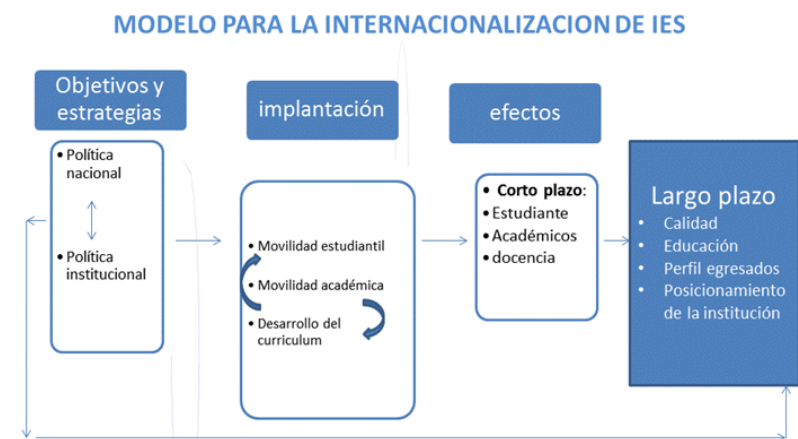 MODELO PARA LA INTERNACIONALIZACION DE IES
Objetivos y
estrategias
• Política
nacional
• Política
institucional
implantación
• Movilidad estudiantil
• Movilidad académica
• Desarrollo del
curriculum
efectos
• Corto plazo:
• Estudiante
• Académicos
• docencia
Largo plazo
• Calidad
• Educación
• Perfil egresados
• Posicionamiento
de la institución